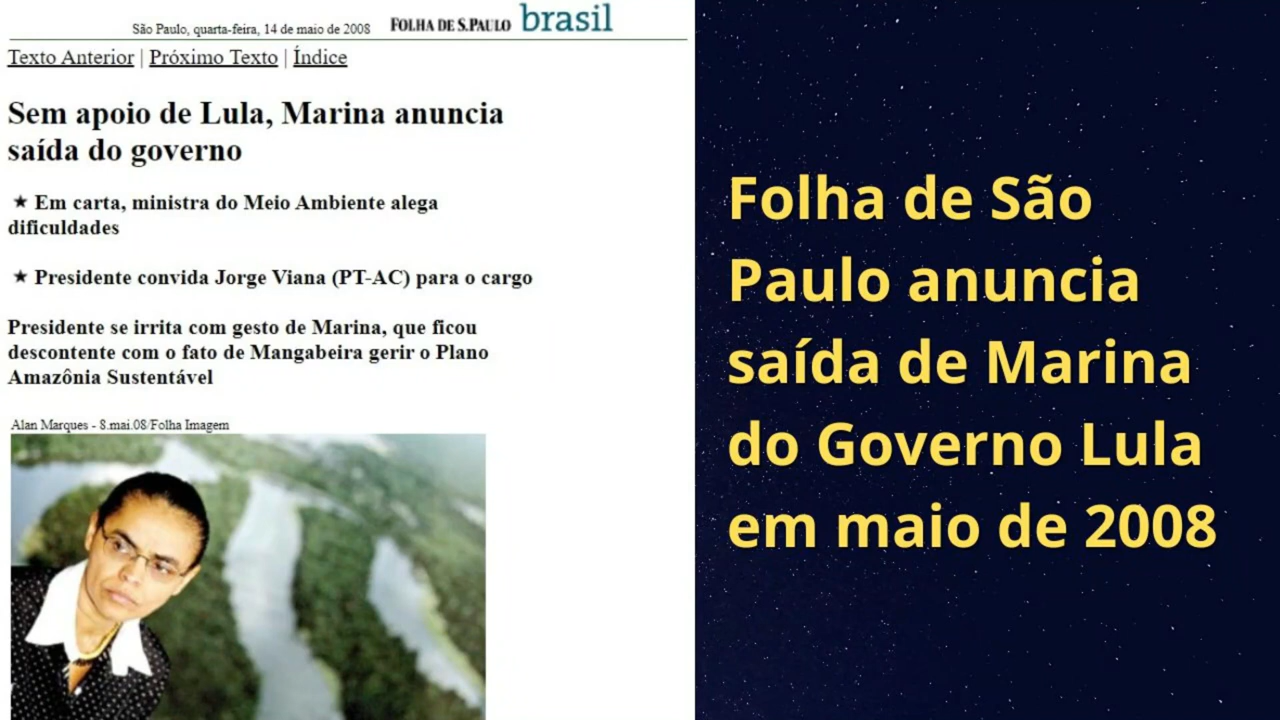 São Paulo, quarta-feira, 14 de maio de 2008 FOLHA DE S.PAULO brasil
Texto Anterior | Próximo Texto | Índice
Sem apoio de Lula, Marina anuncia
saída do governo
★ Em carta, ministra do Meio Ambiente alega
dificuldades
★ Presidente convida Jorge Viana (PT-AC) para o cargo
Presidente se irrita com gesto de Marina, que ficou
descontente com o fato de Mangabeira gerir o Plano
Amazônia Sustentável
Alan Marques - 8.mai.08/Folha Imagem
Folha de São
Paulo anuncia
saída de Marina
do Governo Lula
em maio de 2008